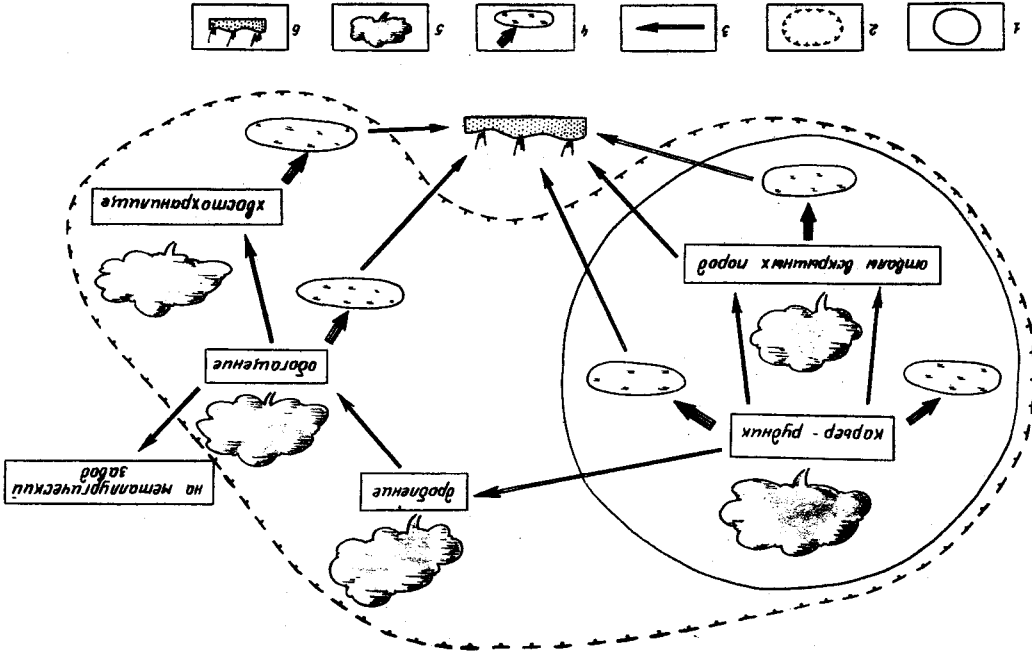 дробление
на металлургический
завод
карьер - рудник
обогащение
отвалы вскрышных пород
хвостохранилище
1 2 3 4 5 6